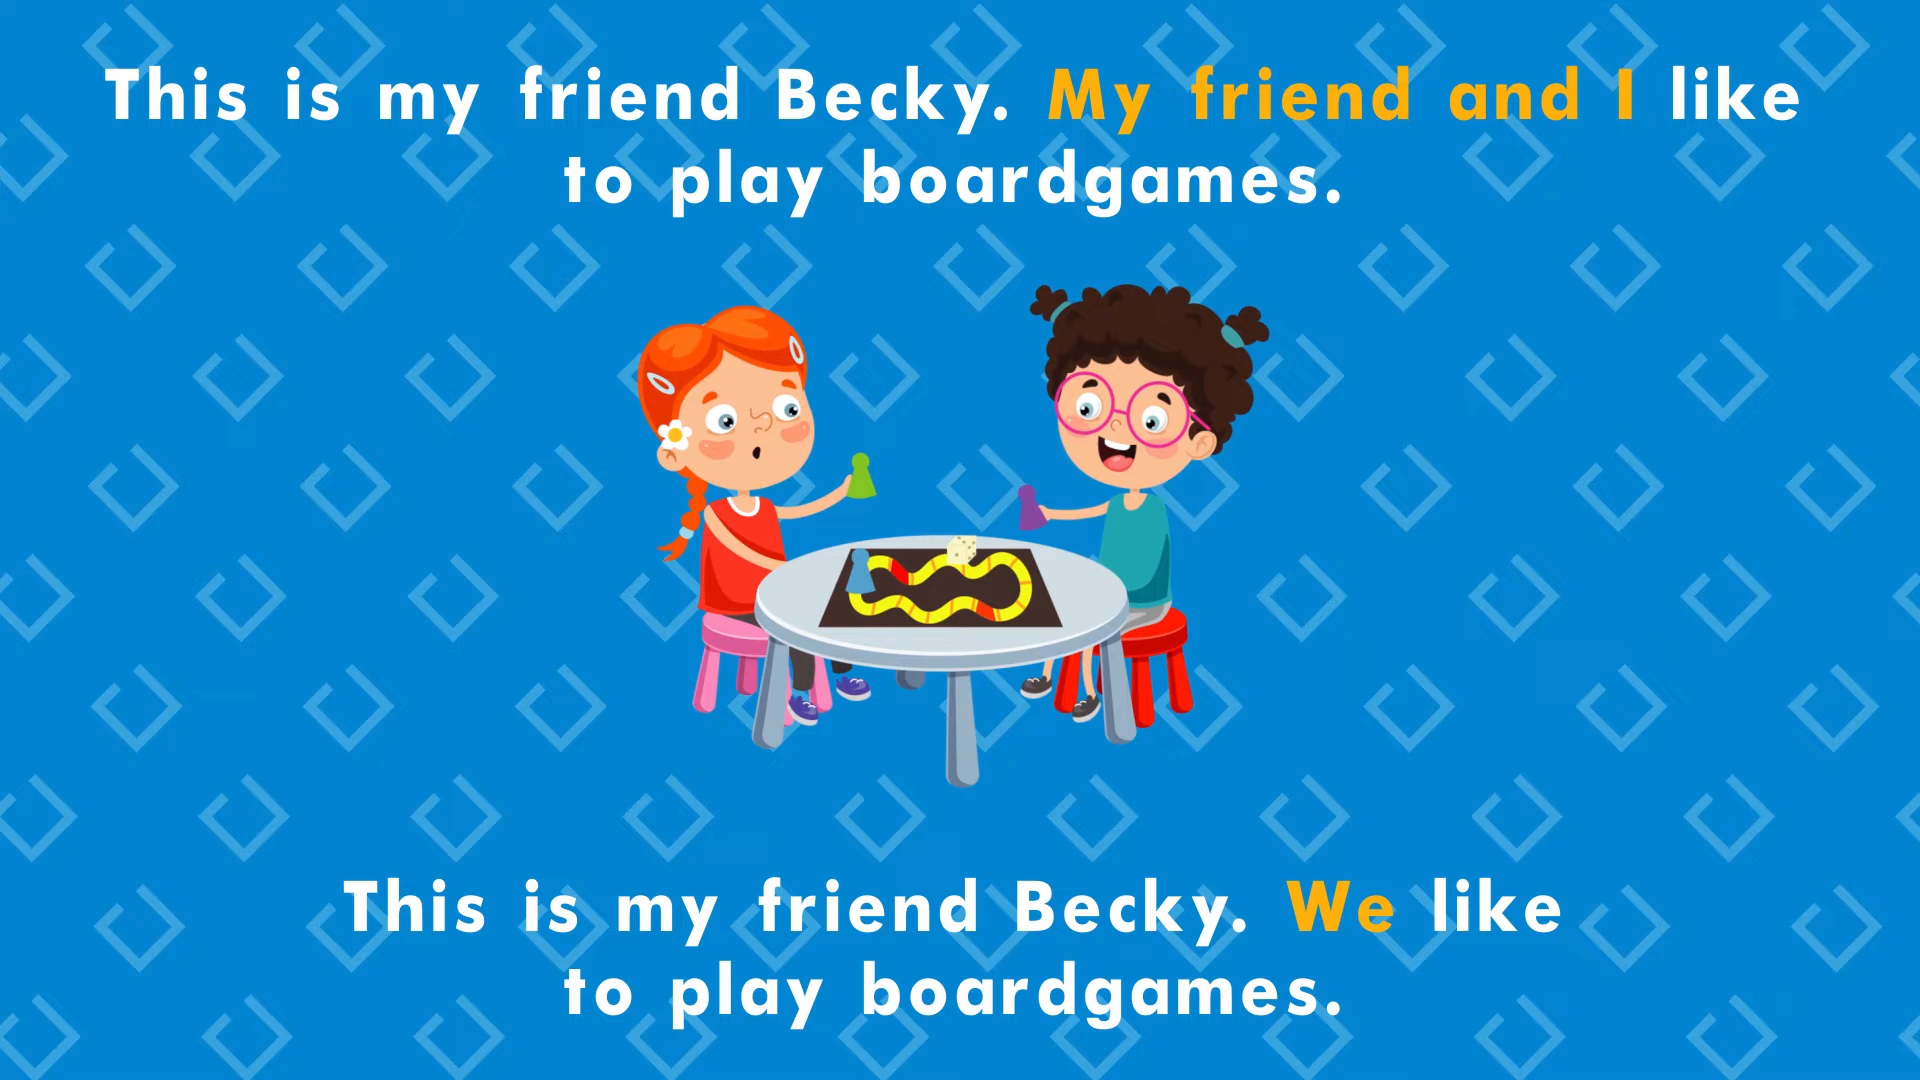 This is my friend Becky. My friend and I like
to play boardgames.
This is my friend Becky. We like
to play boardgames.